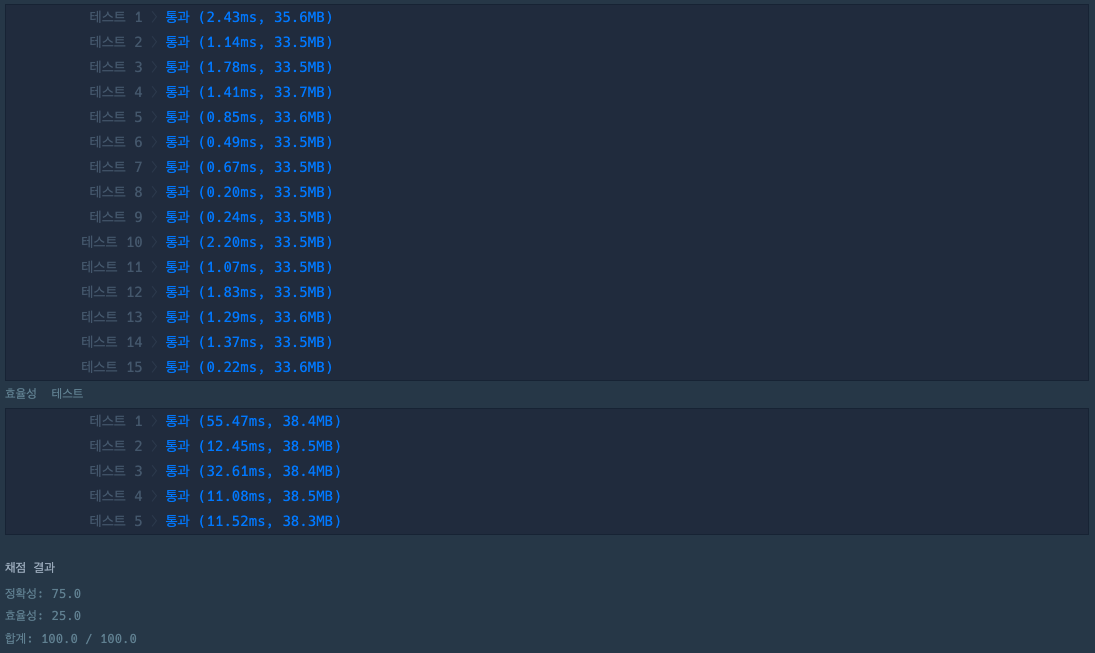 테스트 1 〉 통과 (2.43ms, 35.6MB)
테스트 2 〉 통과 (1.14ms, 33.5MB)
테스트 3 〉 통과 (1.78ms, 33.5MB)
테스트 4 〉 통과 (1.41ms, 33.7MB)
테스트 5 〉 통과 (0.85ms, 33.6MB)
테스트 6 〉 통과 (0.49ms, 33.5MB)
테스트 7 〉 통과 (0.67ms, 33.5MB)
테스트 8 〉 통과 (0.20ms, 33.5MB)
테스트 9 〉 통과 (0.24ms, 33.5MB)
테스트 10 〉 통과 (2.20ms, 33.5MB)
테스트 11 〉 통과 (1.07ms, 33.5MB)
테스트 12 〉 통과 (1.83ms, 33.5MB)
테스트 13 〉 통과 (1.29ms, 33.6MB)
테스트 14 〉 통과 (1.37ms, 33.5MB)
테스트 15 〉 통과 (0.22ms, 33.6MB)
효율성 테스트
테스트 1 〉 통과 (55.47ms, 38.4MB)
테스트 2 〉 통과 (12.45ms, 38.5MB)
테스트 3 〉 통과 (32.61ms, 38.4MB)
테스트 4 〉 통과 (11.08ms, 38.5MB)
테스트 5 〉 통과 (11.52ms, 38.3MB)
채점 결과
정확성: 75.0
효율성: 25.0
합계: 100.0 / 100.0